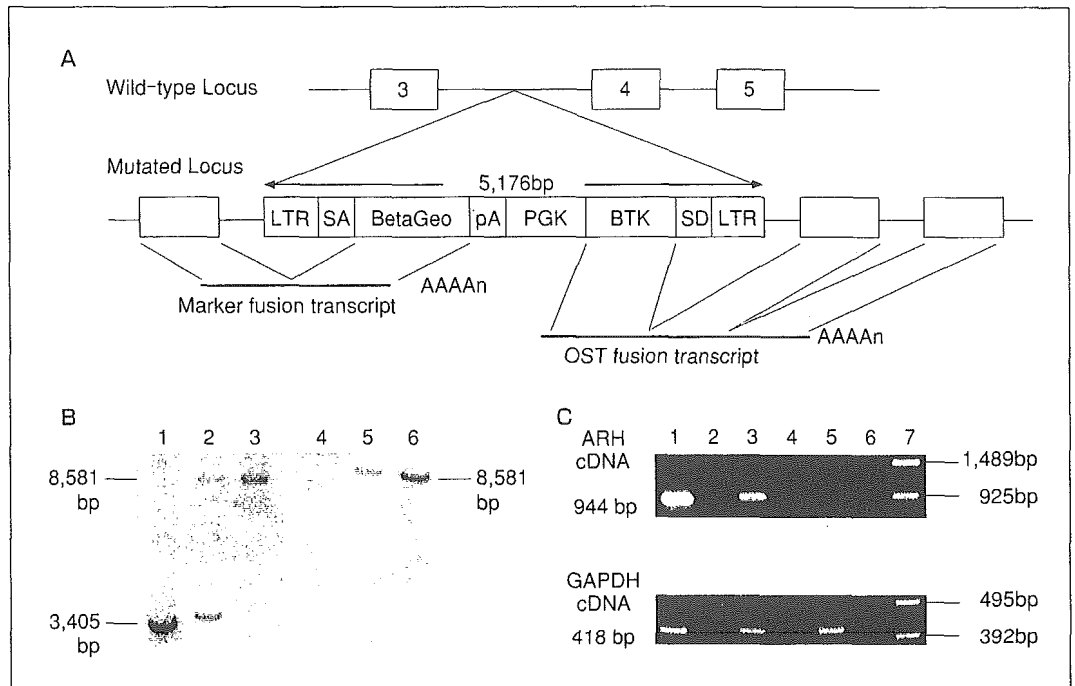 A
Wild-type Locus
3 4 5
Mutated Locus
5,176bp
LTR SA BetaGeo pA PGK BTK SD LTR
AAAAn
Marker fusion transcript
AAAAn
OST fusion transcript
B
1 2 3 4 5 6
8,581 bp
8,581 bp
3,405 bp
C
ARH cDNA
1 2 3 4 5 6 7
1,489bp
944 bp
925bp
GAPDH cDNA
495bp
418 bp
392bp